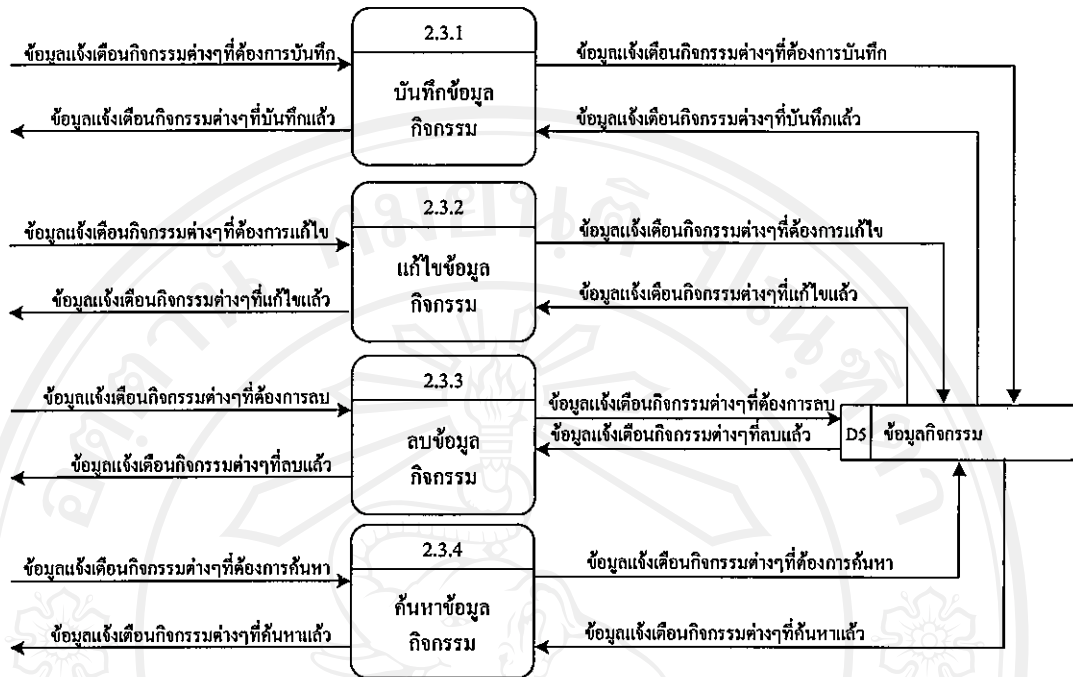 2.3.1
ข้อมูลแจ้งเตือนกิจกรรมต่างๆที่ต้องการบันทึก
ข้อมูลแจ้งเตือนกิจกรรมต่างๆที่ต้องการบันทึก
บันทึกข้อมูล
กิจกรรม
ข้อมูลแจ้งเตือนกิจกรรมต่างๆที่บันทึกแล้ว
ข้อมูลแจ้งเตือนกิจกรรมต่างๆที่บันทึกแล้ว
2.3.2
ข้อมูลแจ้งเตือนกิจกรรมต่างๆที่ต้องการแก้ไข
ข้อมูลแจ้งเตือนกิจกรรมต่างๆที่ต้องการแก้ไข
แก้ไขข้อมูล
กิจกรรม
ข้อมูลแจ้งเตือนกิจกรรมต่างๆที่แก้ไขแล้ว
ข้อมูลแจ้งเตือนกิจกรรมต่างๆที่แก้ไขแล้ว
2.3.3
ข้อมูลแจ้งเตือนกิจกรรมต่างๆที่ต้องการลบ
ข้อมูลแจ้งเตือนกิจกรรมต่างๆที่ต้องการลบ
ลบข้อมูล
กิจกรรม
ข้อมูลแจ้งเตือนกิจกรรมต่างๆที่ลบแล้ว
ข้อมูลแจ้งเตือนกิจกรรมต่างๆที่ลบแล้ว
D5 ข้อมูลกิจกรรม
2.3.4
ข้อมูลแจ้งเตือนกิจกรรมต่างๆที่ต้องการค้นหา
ข้อมูลแจ้งเตือนกิจกรรมต่างๆที่ต้องการค้นหา
ค้นหาข้อมูล
กิจกรรม
ข้อมูลแจ้งเตือนกิจกรรมต่างๆที่ค้นหาแล้ว
ข้อมูลแจ้งเตือนกิจกรรมต่างๆที่ค้นหาแล้ว
อตฺตานํ ทมยนฺติ ปณฺฑิตา